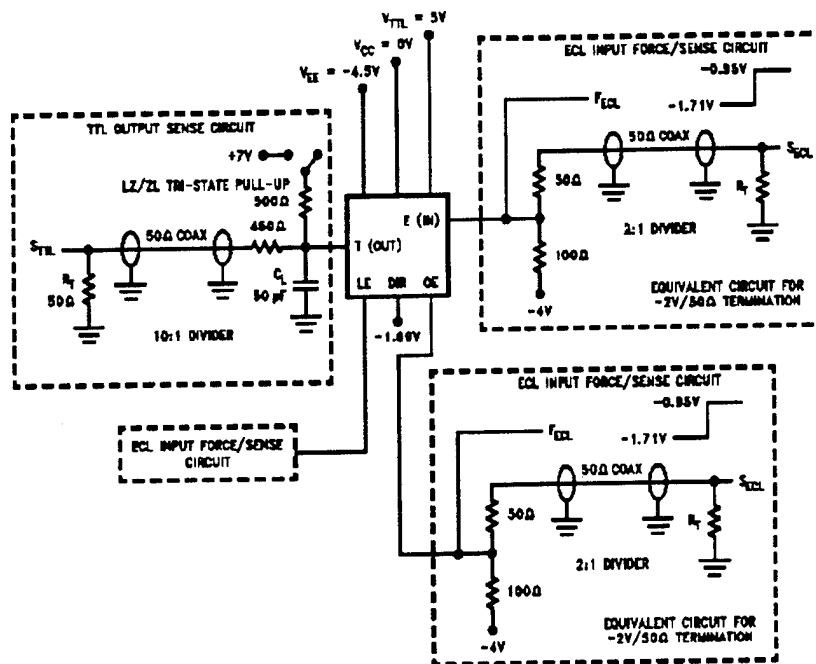 V_TTL = 5V
V_CC = 0V
V_EE = -4.5V
TTL OUTPUT SENSE CIRCUIT
+7V
LZ/ZL TRI-STATE PULL-UP
500Ω
450Ω
50Ω COAX
S_TTL
R_T
50Ω
C_L
50 pF
10:1 DIVIDER
E (IN)
T (OUT)
LE DIR OE
ECL INPUT FORCE/SENSE CIRCUIT
-0.95V
-1.71V
F_ECL
50Ω COAX
S_ECL
50Ω
R_T
2:1 DIVIDER
100Ω
-4V
EQUIVALENT CIRCUIT FOR
-2V/50Ω TERMINATION
ECL INPUT FORCE/SENSE
CIRCUIT
ECL INPUT FORCE/SENSE CIRCUIT
-0.95V
-1.71V
F_ECL
50Ω COAX
S_ECL
50Ω
R_T
2:1 DIVIDER
100Ω
-4V
EQUIVALENT CIRCUIT FOR
-2V/50Ω TERMINATION